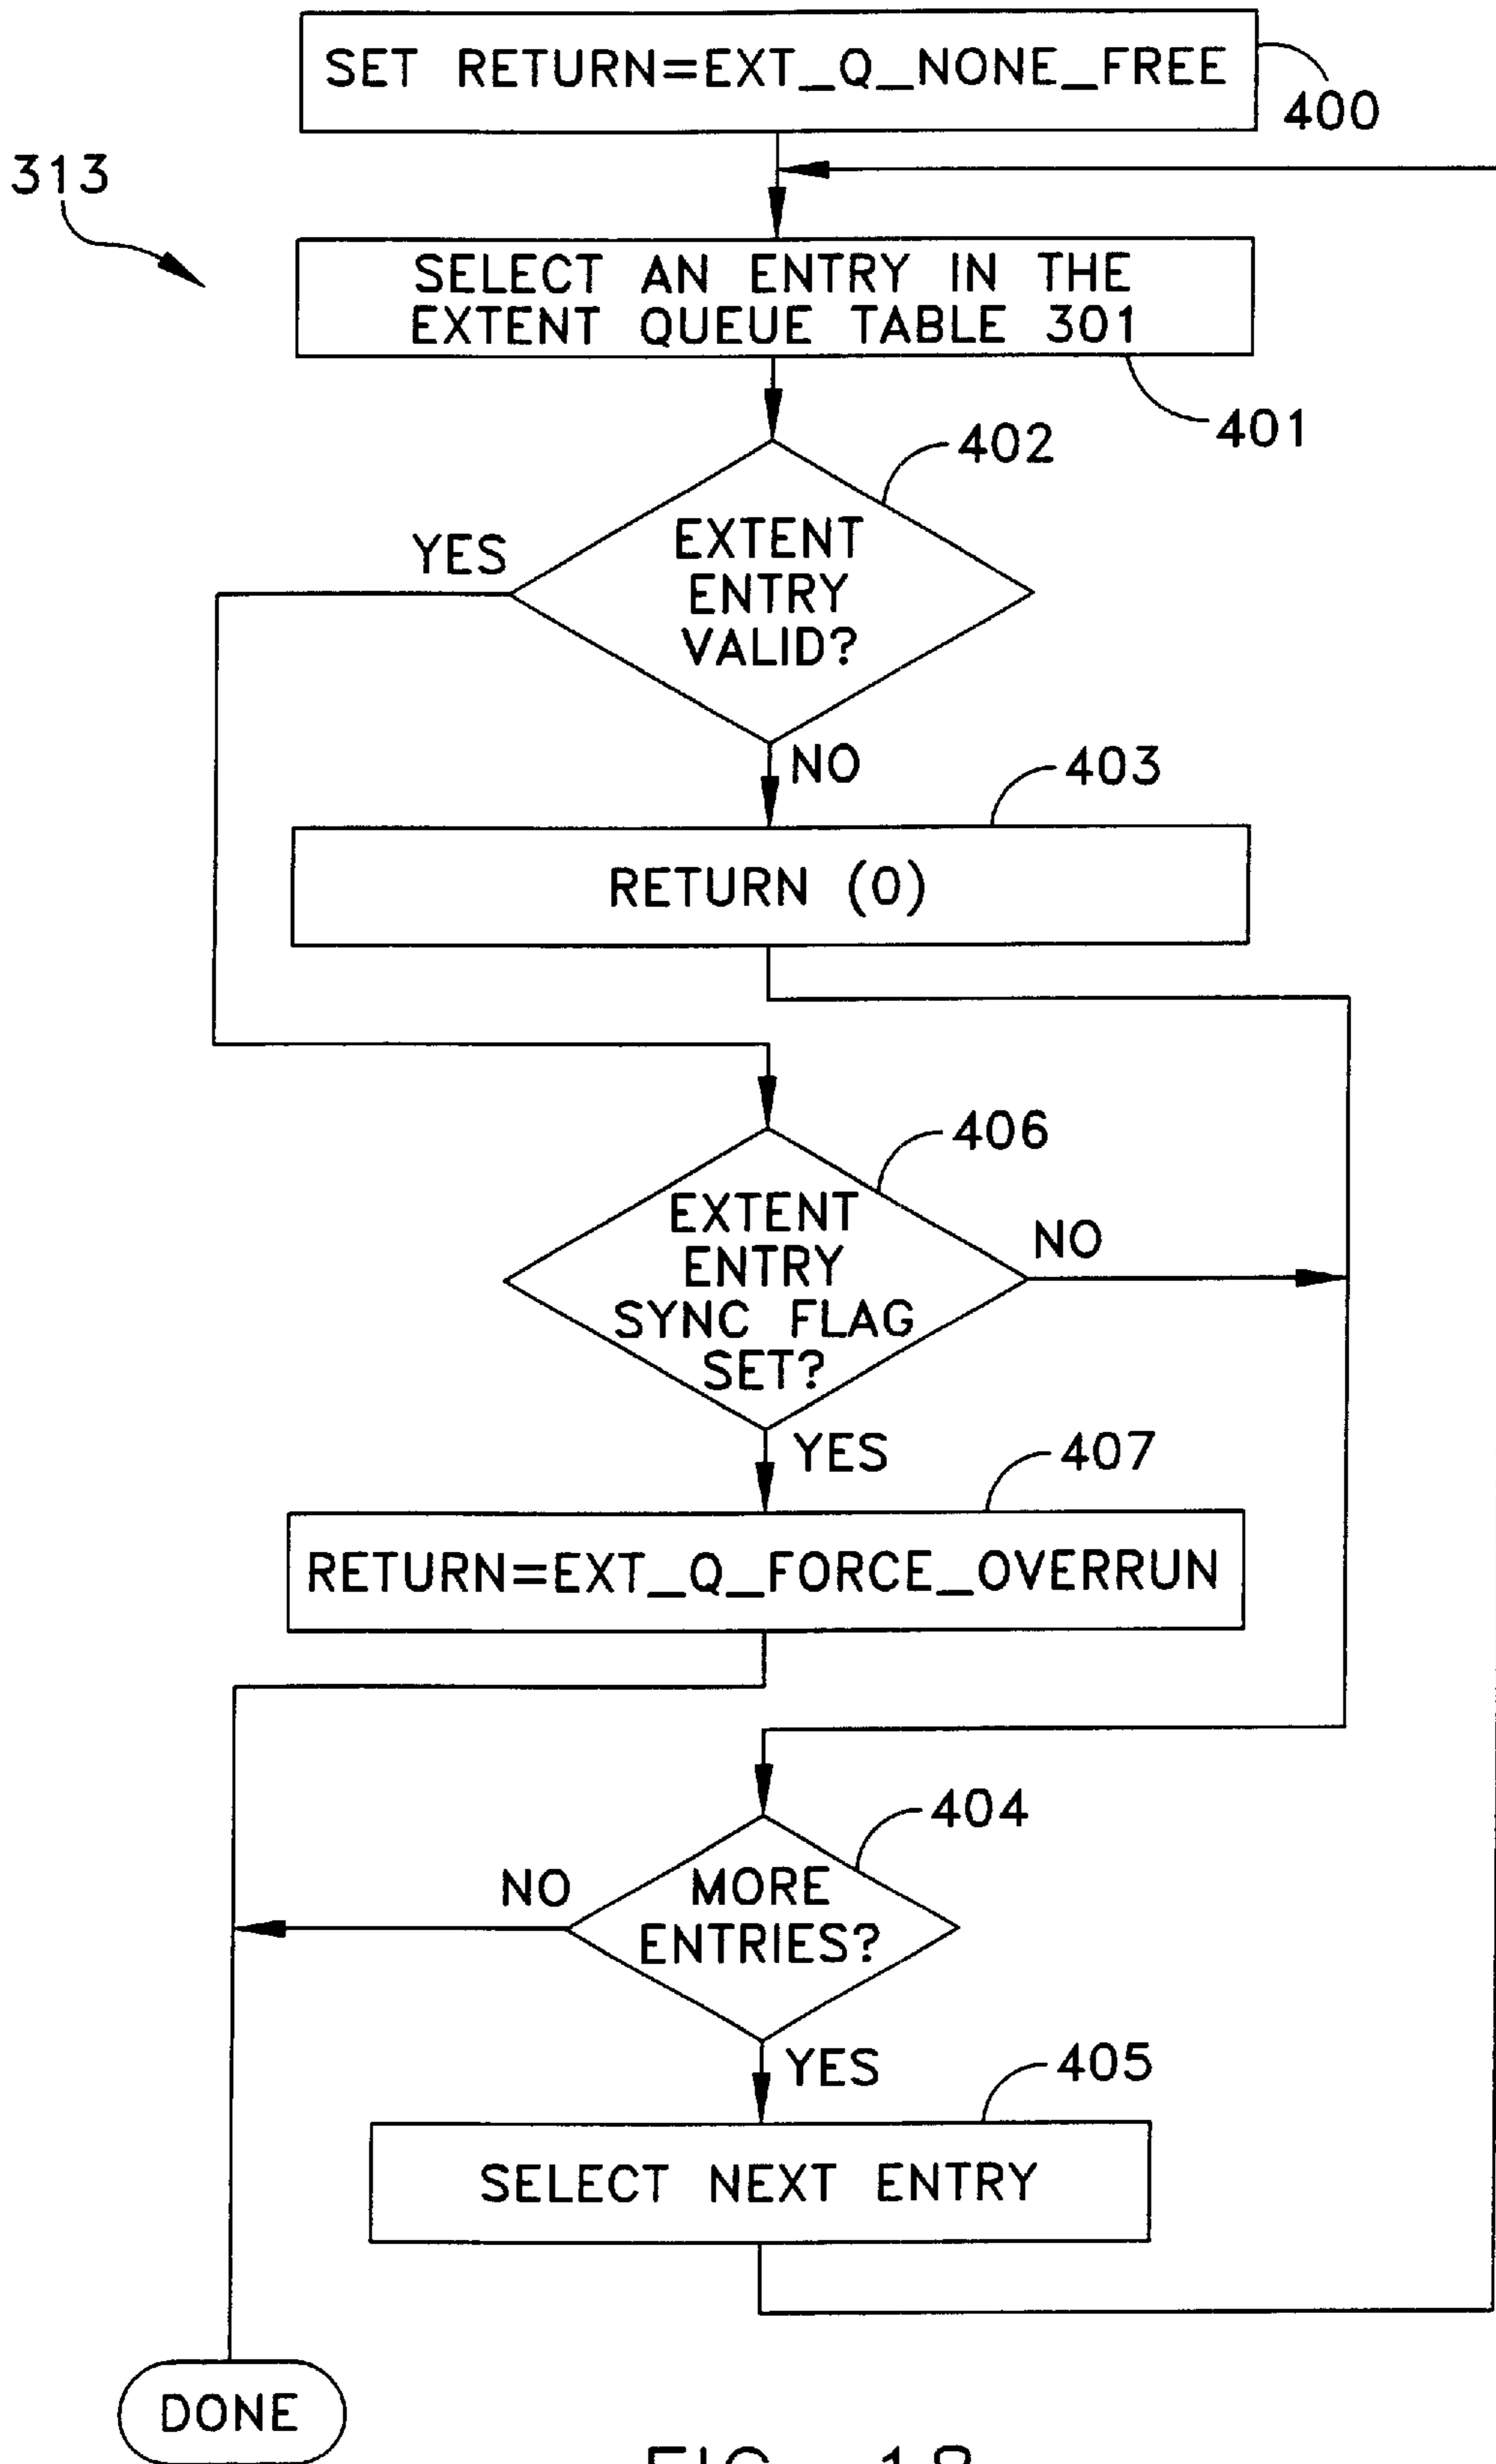 SET RETURN=EXT_Q_NONE_FREE
400
313
SELECT AN ENTRY IN THE
EXTENT QUEUE TABLE 301
401
402
YES
EXTENT
ENTRY
VALID?
NO
403
RETURN (0)
406
EXTENT
ENTRY
SYNC FLAG
SET?
NO
YES
407
RETURN=EXT_Q_FORCE_OVERRUN
404
NO
MORE
ENTRIES?
YES
405
SELECT NEXT ENTRY
DONE